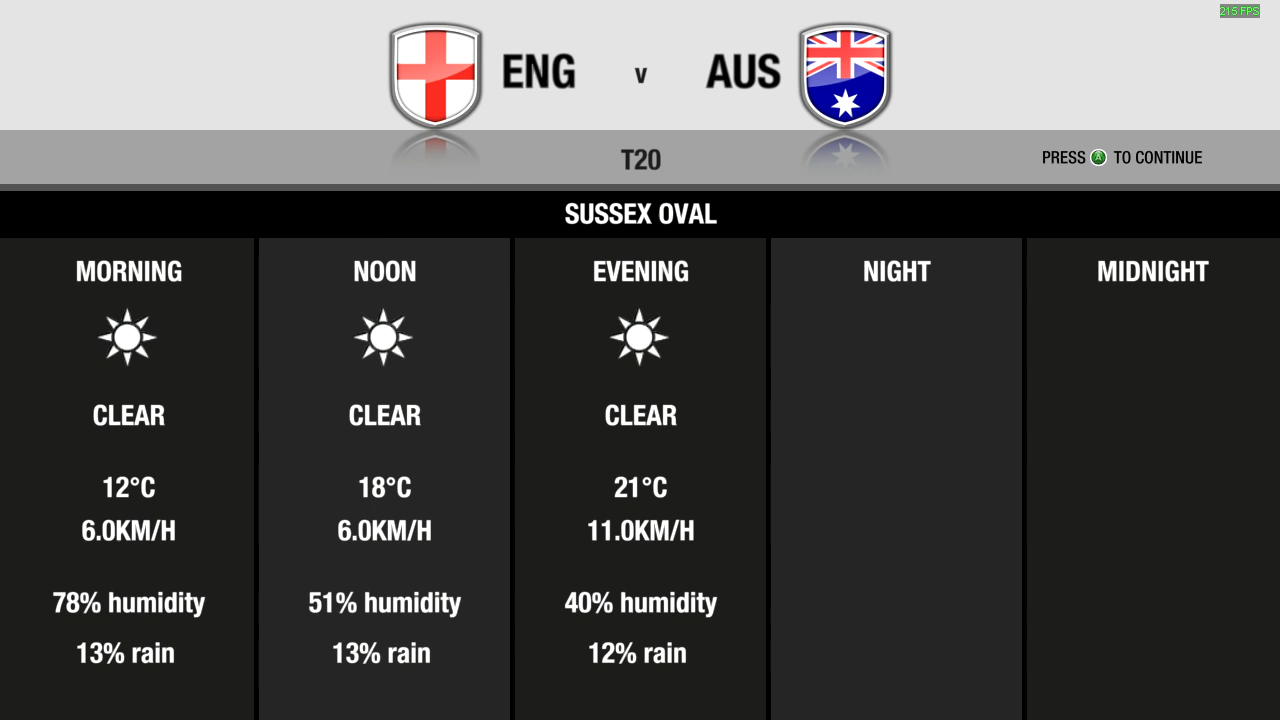 215 FPS
ENG v AUS
T20
PRESS A TO CONTINUE
SUSSEX OVAL
MORNING
CLEAR
12°C
6.0KM/H
78% humidity
13% rain
NOON
CLEAR
18°C
6.0KM/H
51% humidity
13% rain
EVENING
CLEAR
21°C
11.0KM/H
40% humidity
12% rain
NIGHT
MIDNIGHT